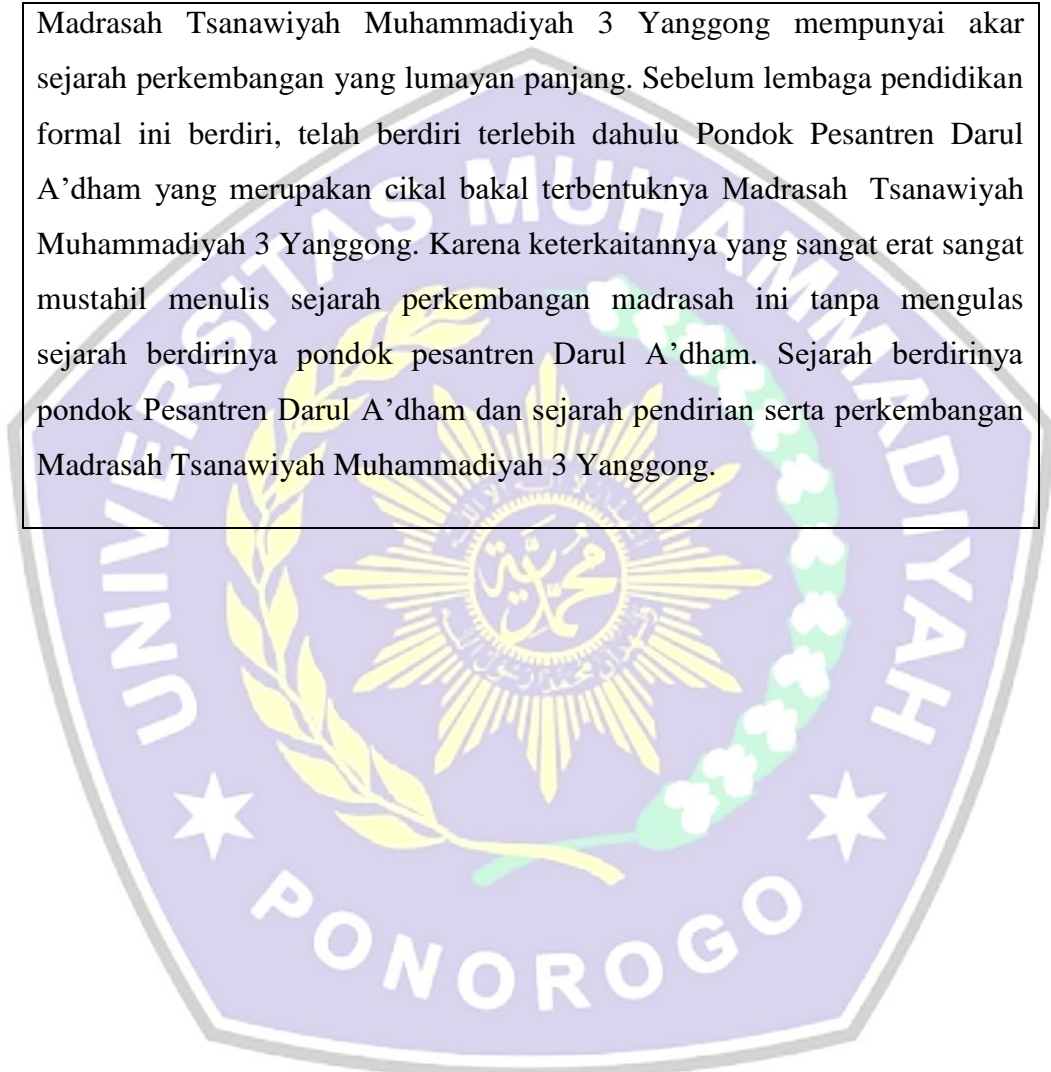 Madrasah Tsanawiyah Muhammadiyah 3 Yanggong mempunyai akar
sejarah perkembangan yang lumayan panjang. Sebelum lembaga pendidikan
formal ini berdiri, telah berdiri terlebih dahulu Pondok Pesantren Darul
A’dham yang merupakan cikal bakal terbentuknya Madrasah Tsanawiyah
Muhammadiyah 3 Yanggong. Karena keterkaitannya yang sangat erat sangat
mustahil menulis sejarah perkembangan madrasah ini tanpa mengulas
sejarah berdirinya pondok pesantren Darul A’dham. Sejarah berdirinya
pondok Pesantren Darul A’dham dan sejarah pendirian serta perkembangan
Madrasah Tsanawiyah Muhammadiyah 3 Yanggong.
UNIVERSITAS MUHAMMADIYAH
محمدية
PONOROGO